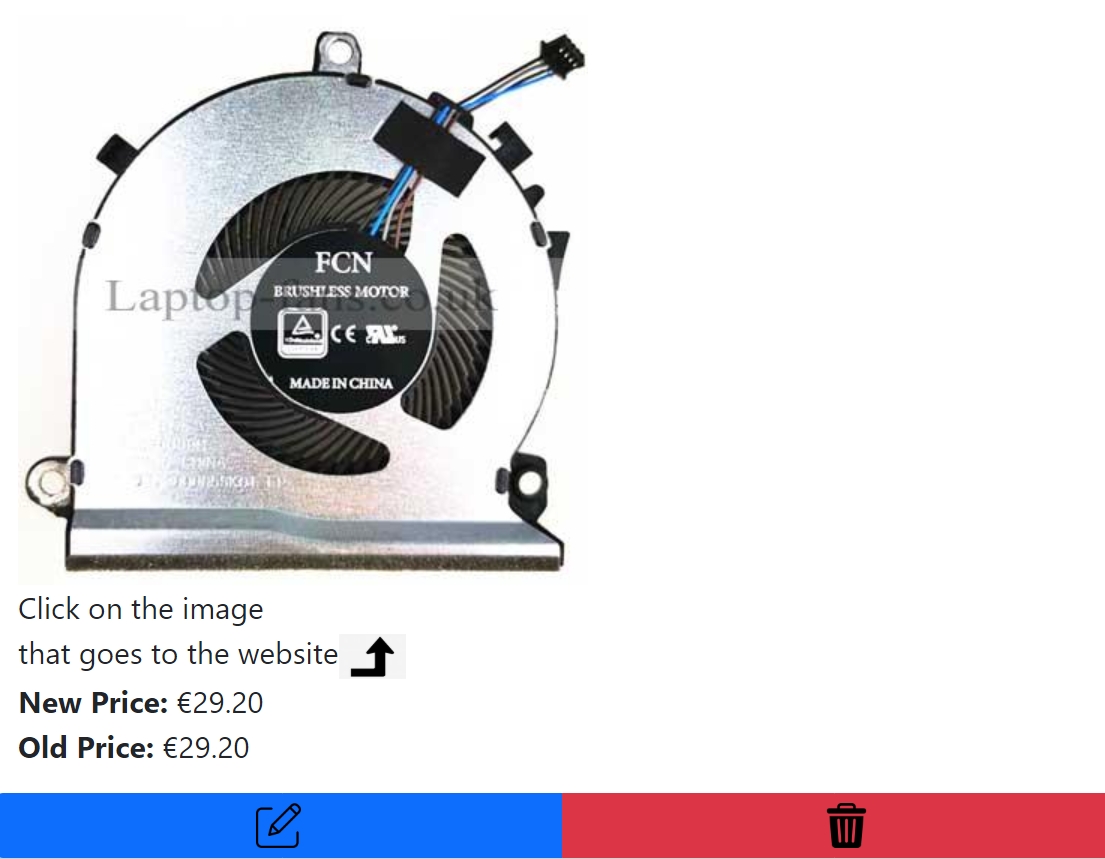 FCN
BRUSHLESS MOTOR
Laptop-fans.co.uk
CE
MADE IN CHINA
Click on the image
that goes to the website
New Price: €29.20
Old Price: €29.20